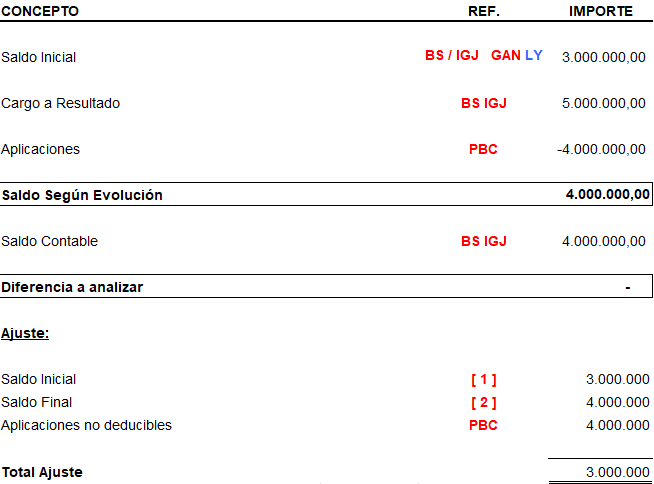 CONCEPTO REF. IMPORTE
Saldo Inicial BS / IGJ GAN LY 3.000.000,00
Cargo a Resultado BS IGJ 5.000.000,00
Aplicaciones PBC -4.000.000,00
Saldo Según Evolución 4.000.000,00
Saldo Contable BS IGJ 4.000.000,00
Diferencia a analizar -
Ajuste:
Saldo Inicial [ 1 ] 3.000.000
Saldo Final [ 2 ] 4.000.000
Aplicaciones no deducibles PBC 4.000.000
Total Ajuste 3.000.000